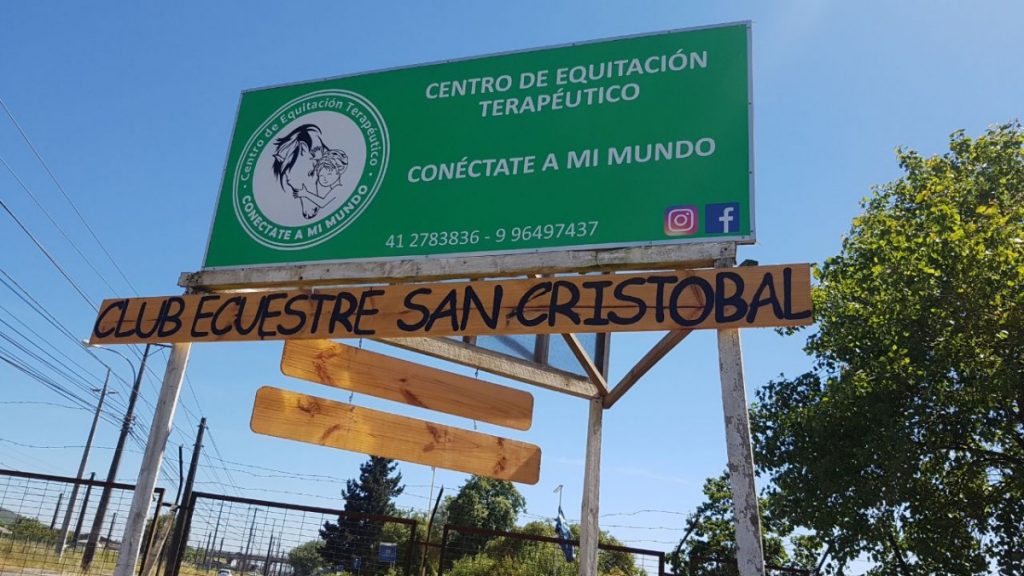 Centro de Equitación Terapéutico
· CONÉCTATE A MI MUNDO ·
CENTRO DE EQUITACIÓN
TERAPÉUTICO
CONÉCTATE A MI MUNDO
41 2783836 - 9 96497437
CLUB ECUESTRE SAN CRISTOBAL